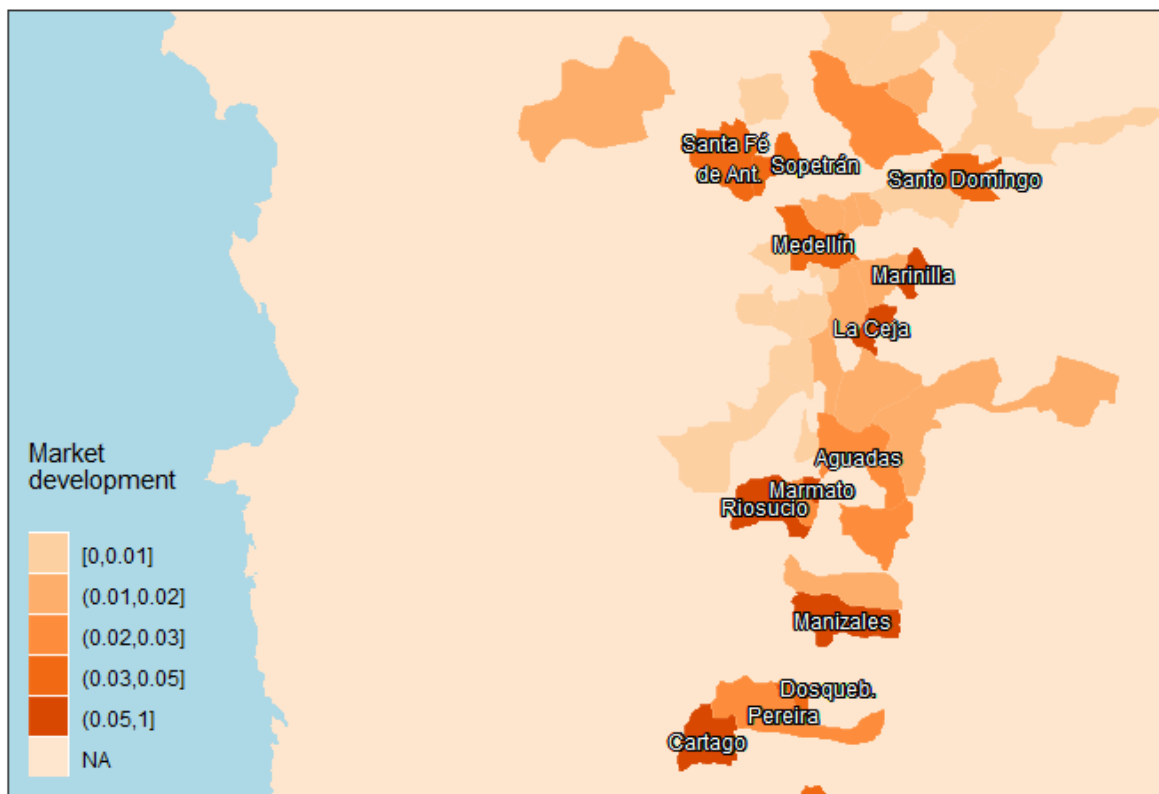 Santa Fé
de Ant.
Sopetrán
Santo Domingo
Medellín
Marinilla
La Ceja
Aguadas
Marmato
Riosucio
Manizales
Dosqueb.
Pereira
Cartago
Market
development
[0,0.01]
(0.01,0.02]
(0.02,0.03]
(0.03,0.05]
(0.05,1]
NA